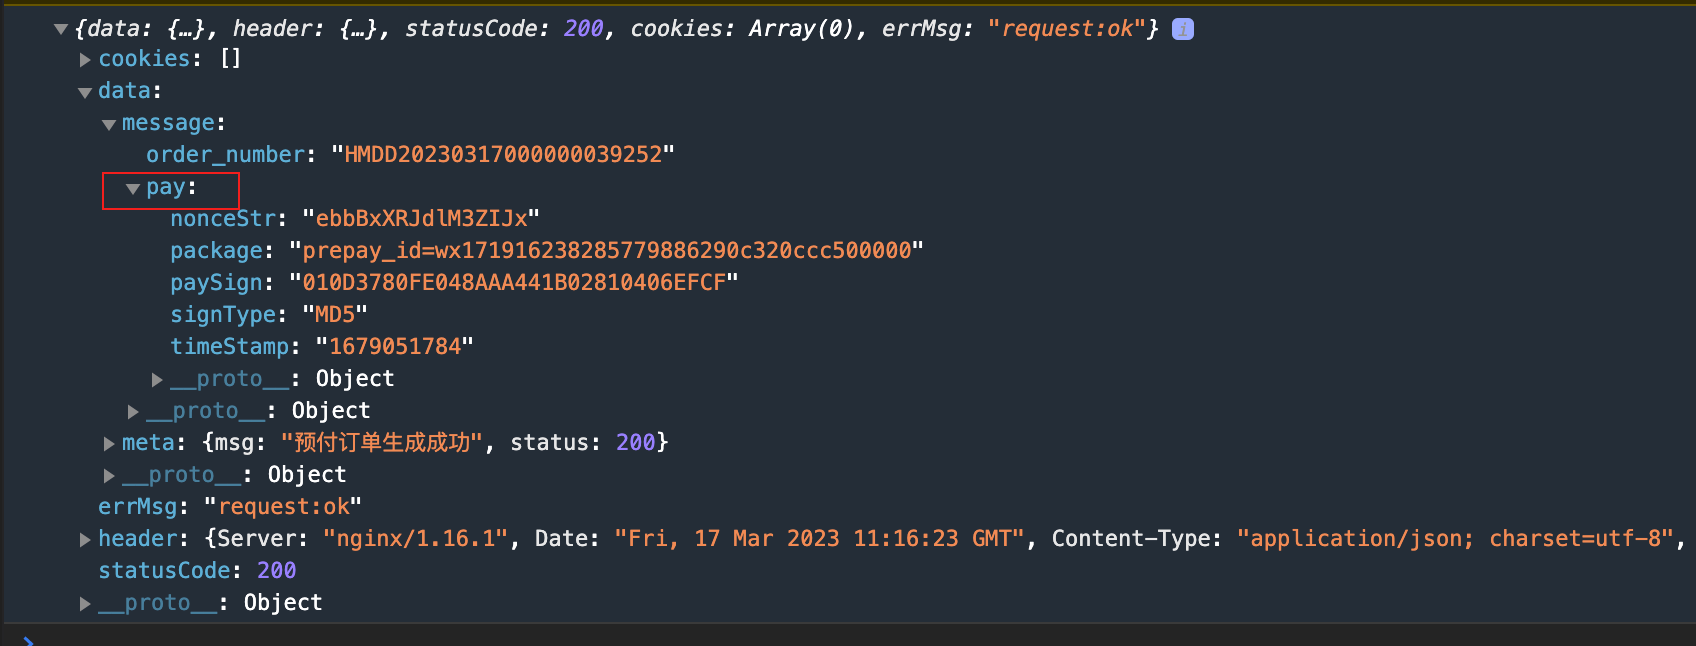 {data: {…}, header: {…}, statusCode: 200, cookies: Array(0), errMsg: "request:ok"} i
cookies: []
data:
message:
order_number: "HMDD20230317000000039252"
pay:
nonceStr: "ebbBxXRJdlM3ZIJx"
package: "prepay_id=wx171916238285779886290c320ccc500000"
paySign: "010D3780FE048AAA441B02810406EFCF"
signType: "MD5"
timeStamp: "1679051784"
__proto__: Object
__proto__: Object
meta: {msg: "预付订单生成成功", status: 200}
__proto__: Object
errMsg: "request:ok"
header: {Server: "nginx/1.16.1", Date: "Fri, 17 Mar 2023 11:16:23 GMT", Content-Type: "application/json; charset=utf-8",
statusCode: 200
__proto__: Object